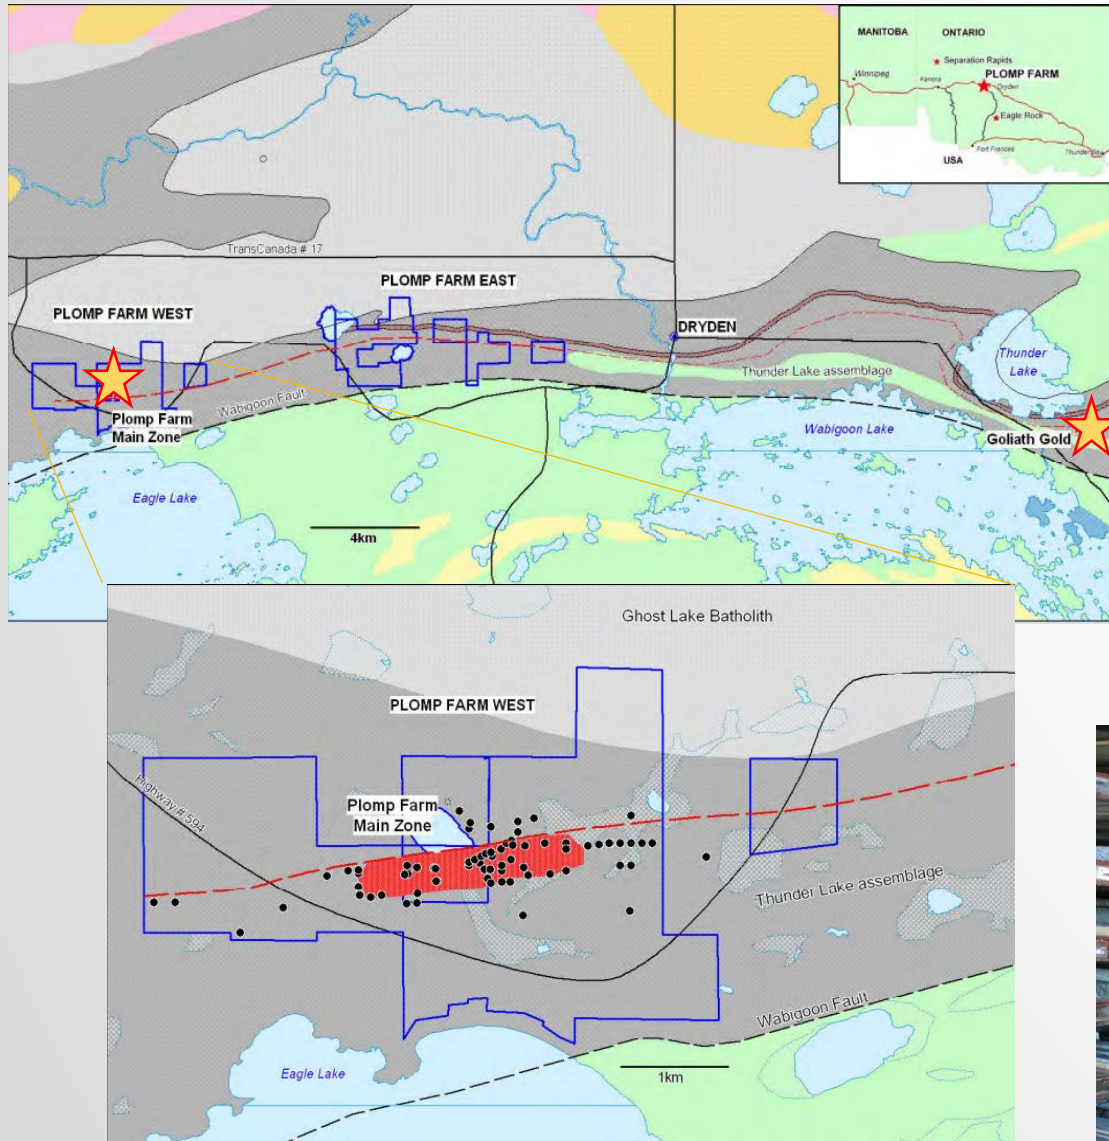 MANITOBA
ONTARIO
Separation Rapids
Winnipeg
Kenora
PLOMP FARM
Dryden
Eagle Rock
Fort Frances
Thunder Bay
USA
TransCanada # 17
PLOMP FARM EAST
PLOMP FARM WEST
DRYDEN
Thunder
Lake
Thunder Lake assemblage
Wabigoon Fault
Plomp Farm
Main Zone
Wabigoon Lake
Goliath Gold
Eagle Lake
4km
Ghost Lake Batholith
PLOMP FARM WEST
Highway # 594
Plomp Farm
Main Zone
Thunder Lake assemblage
Wabigoon Fault
Eagle Lake
1km